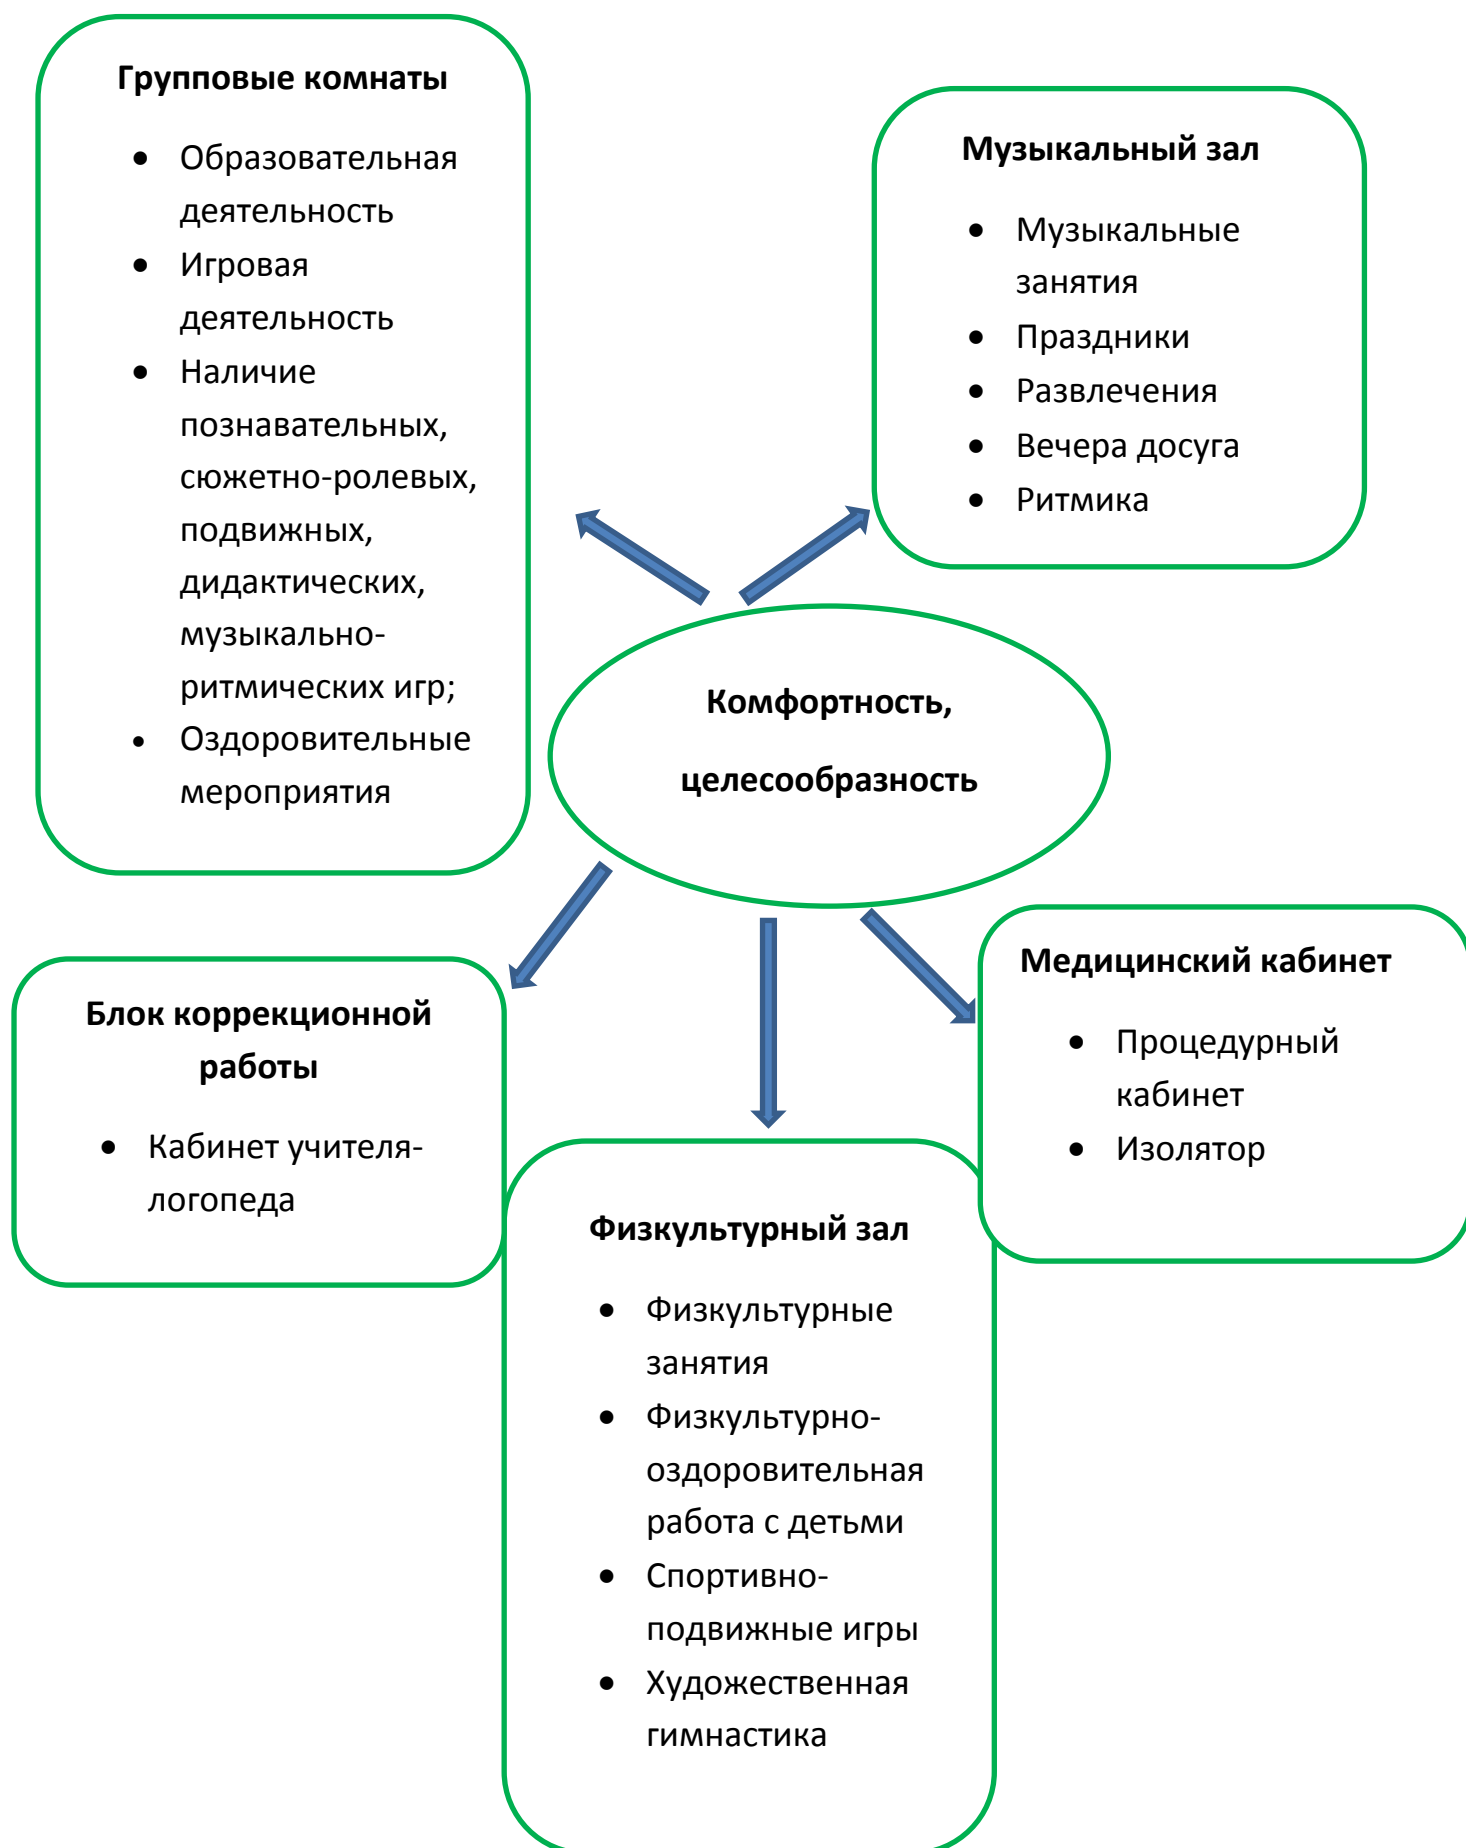 Групповые комнаты
• Образовательная
деятельность
• Игровая
деятельность
• Наличие
познавательных,
сюжетно-ролевых,
подвижных,
дидактических,
музыкально-
ритмических игр;
• Оздоровительные
мероприятия
Музыкальный зал
• Музыкальные
занятия
• Праздники
• Развлечения
• Вечера досуга
• Ритмика
Комфортность,
целесообразность
Блок коррекционной
работы
• Кабинет учителя-
логопеда
Медицинский кабинет
• Процедурный
кабинет
• Изолятор
Физкультурный зал
• Физкультурные
занятия
• Физкультурно-
оздоровительная
работа с детьми
• Спортивно-
подвижные игры
• Художественная
гимнастика